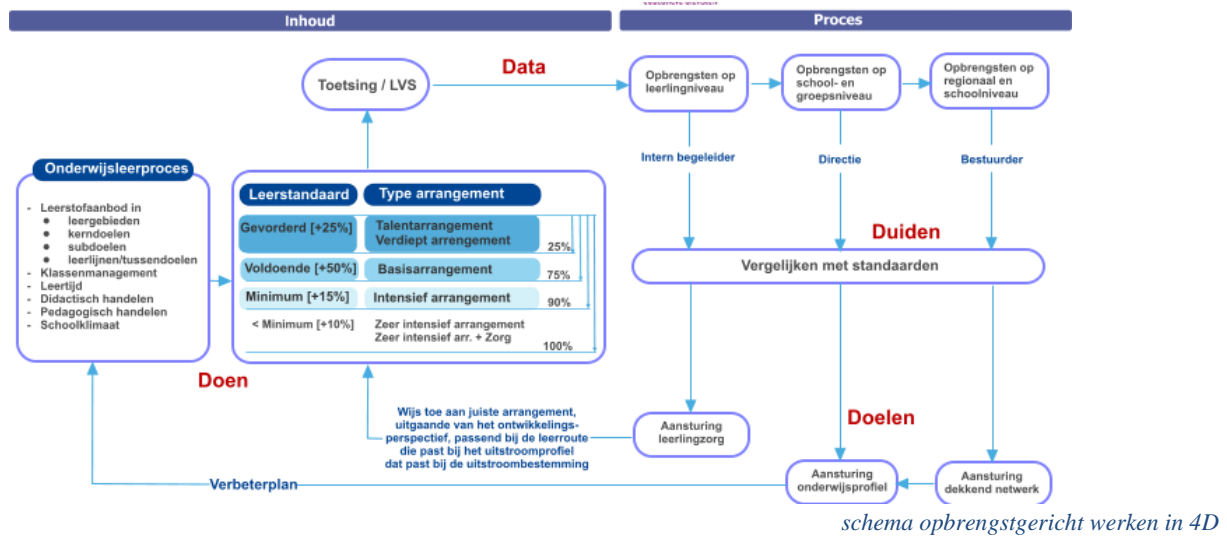 Inhoud
Proces
Toetsing / LVS
Data
Opbrengsten op
leerlingniveau
Opbrengsten op
school- en
groepsniveau
Opbrengsten op
regionaal en
schoolniveau
Intern begeleider
Directie
Bestuurder
Onderwijsleerproces
- Leerstofaanbod in
● leergebieden
● kerndoelen
● subdoelen
● leerlijnen/tussendoelen
- Klassenmanagement
- Leertijd
- Didactisch handelen
- Pedagogisch handelen
- Schoolklimaat
Leerstandaard
Type arrangement
Gevorderd [+25%]
Talentarrangement
Verdiept arrengement
25%
Voldoende [+50%]
Basisarrangement
75%
Minimum [+15%]
Intensief arrangement
90%
< Minimum [+10%]
Zeer intensief arrangement
Zeer intensief arr. + Zorg
100%
Duiden
Vergelijken met standaarden
Doen
Doelen
Wijs toe aan juiste arrangement,
uitgaande van het ontwikkelings-
perspectief, passend bij de leerroute
die past bij het uitstroomprofiel
dat past bij de uitstroombestemming
Aansturing
leerlingzorg
Verbeterplan
Aansturing
onderwijsprofiel
Aansturing
dekkend netwerk
schema opbrengstgericht werken in 4D